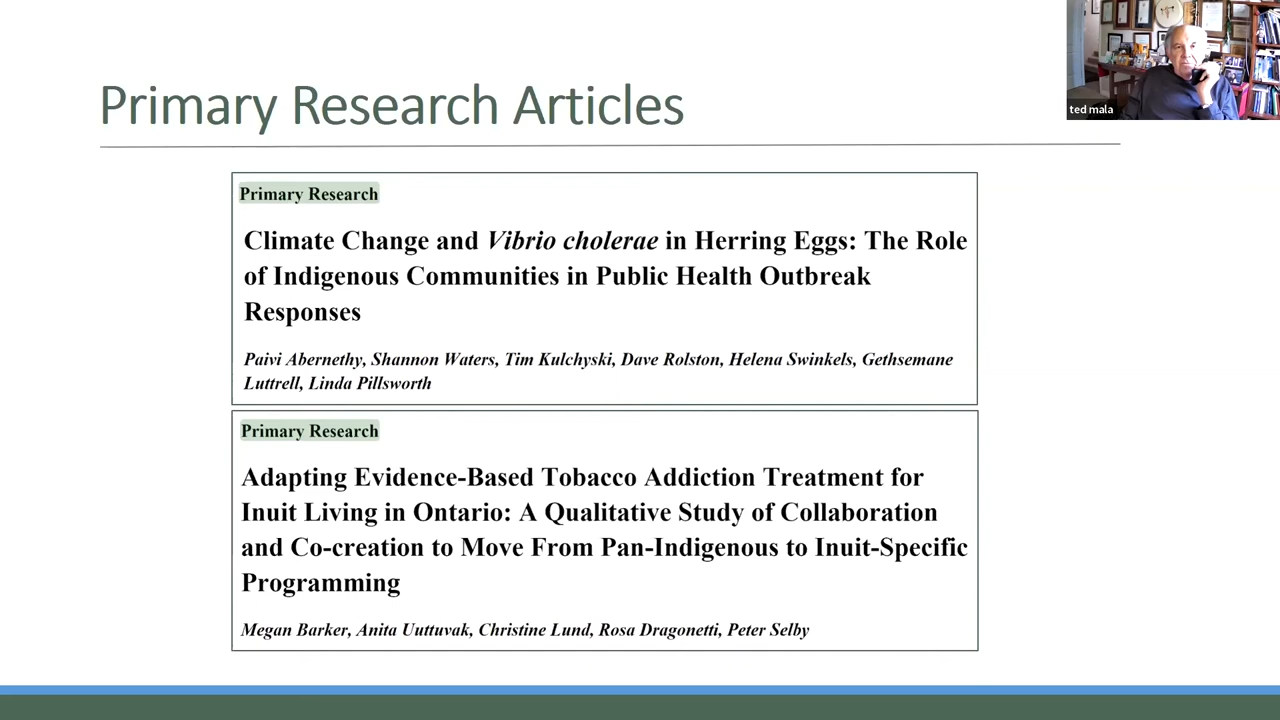 Primary Research Articles
ted mala
Primary Research
Climate Change and Vibrio cholerae in Herring Eggs: The Role
of Indigenous Communities in Public Health Outbreak
Responses
Paivi Abernethy, Shannon Waters, Tim Kulchyski, Dave Rolston, Helena Swinkels, Gethsemane
Luttrell, Linda Pillsworth
Primary Research
Adapting Evidence-Based Tobacco Addiction Treatment for
Inuit Living in Ontario: A Qualitative Study of Collaboration
and Co-creation to Move From Pan-Indigenous to Inuit-Specific
Programming
Megan Barker, Anita Uuttuvak, Christine Lund, Rosa Dragonetti, Peter Selby